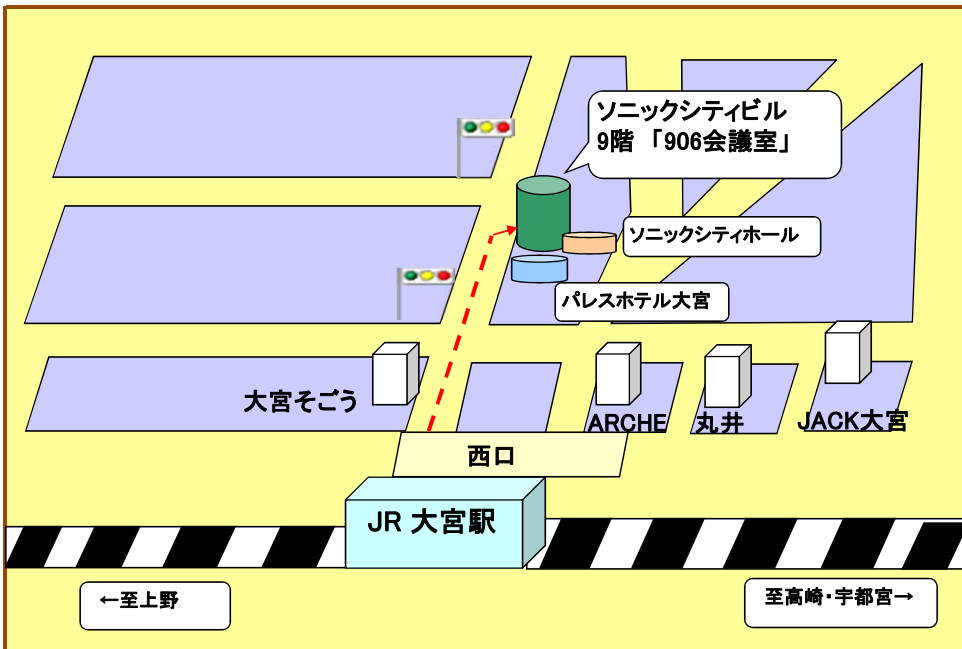 ソニックシティビル
9階 「906会議室」
ソニックシティホール
パレスホテル大宮
大宮そごう
ARCHE
丸井
JACK大宮
西口
JR 大宮駅
←至上野
至高崎・宇都宮→